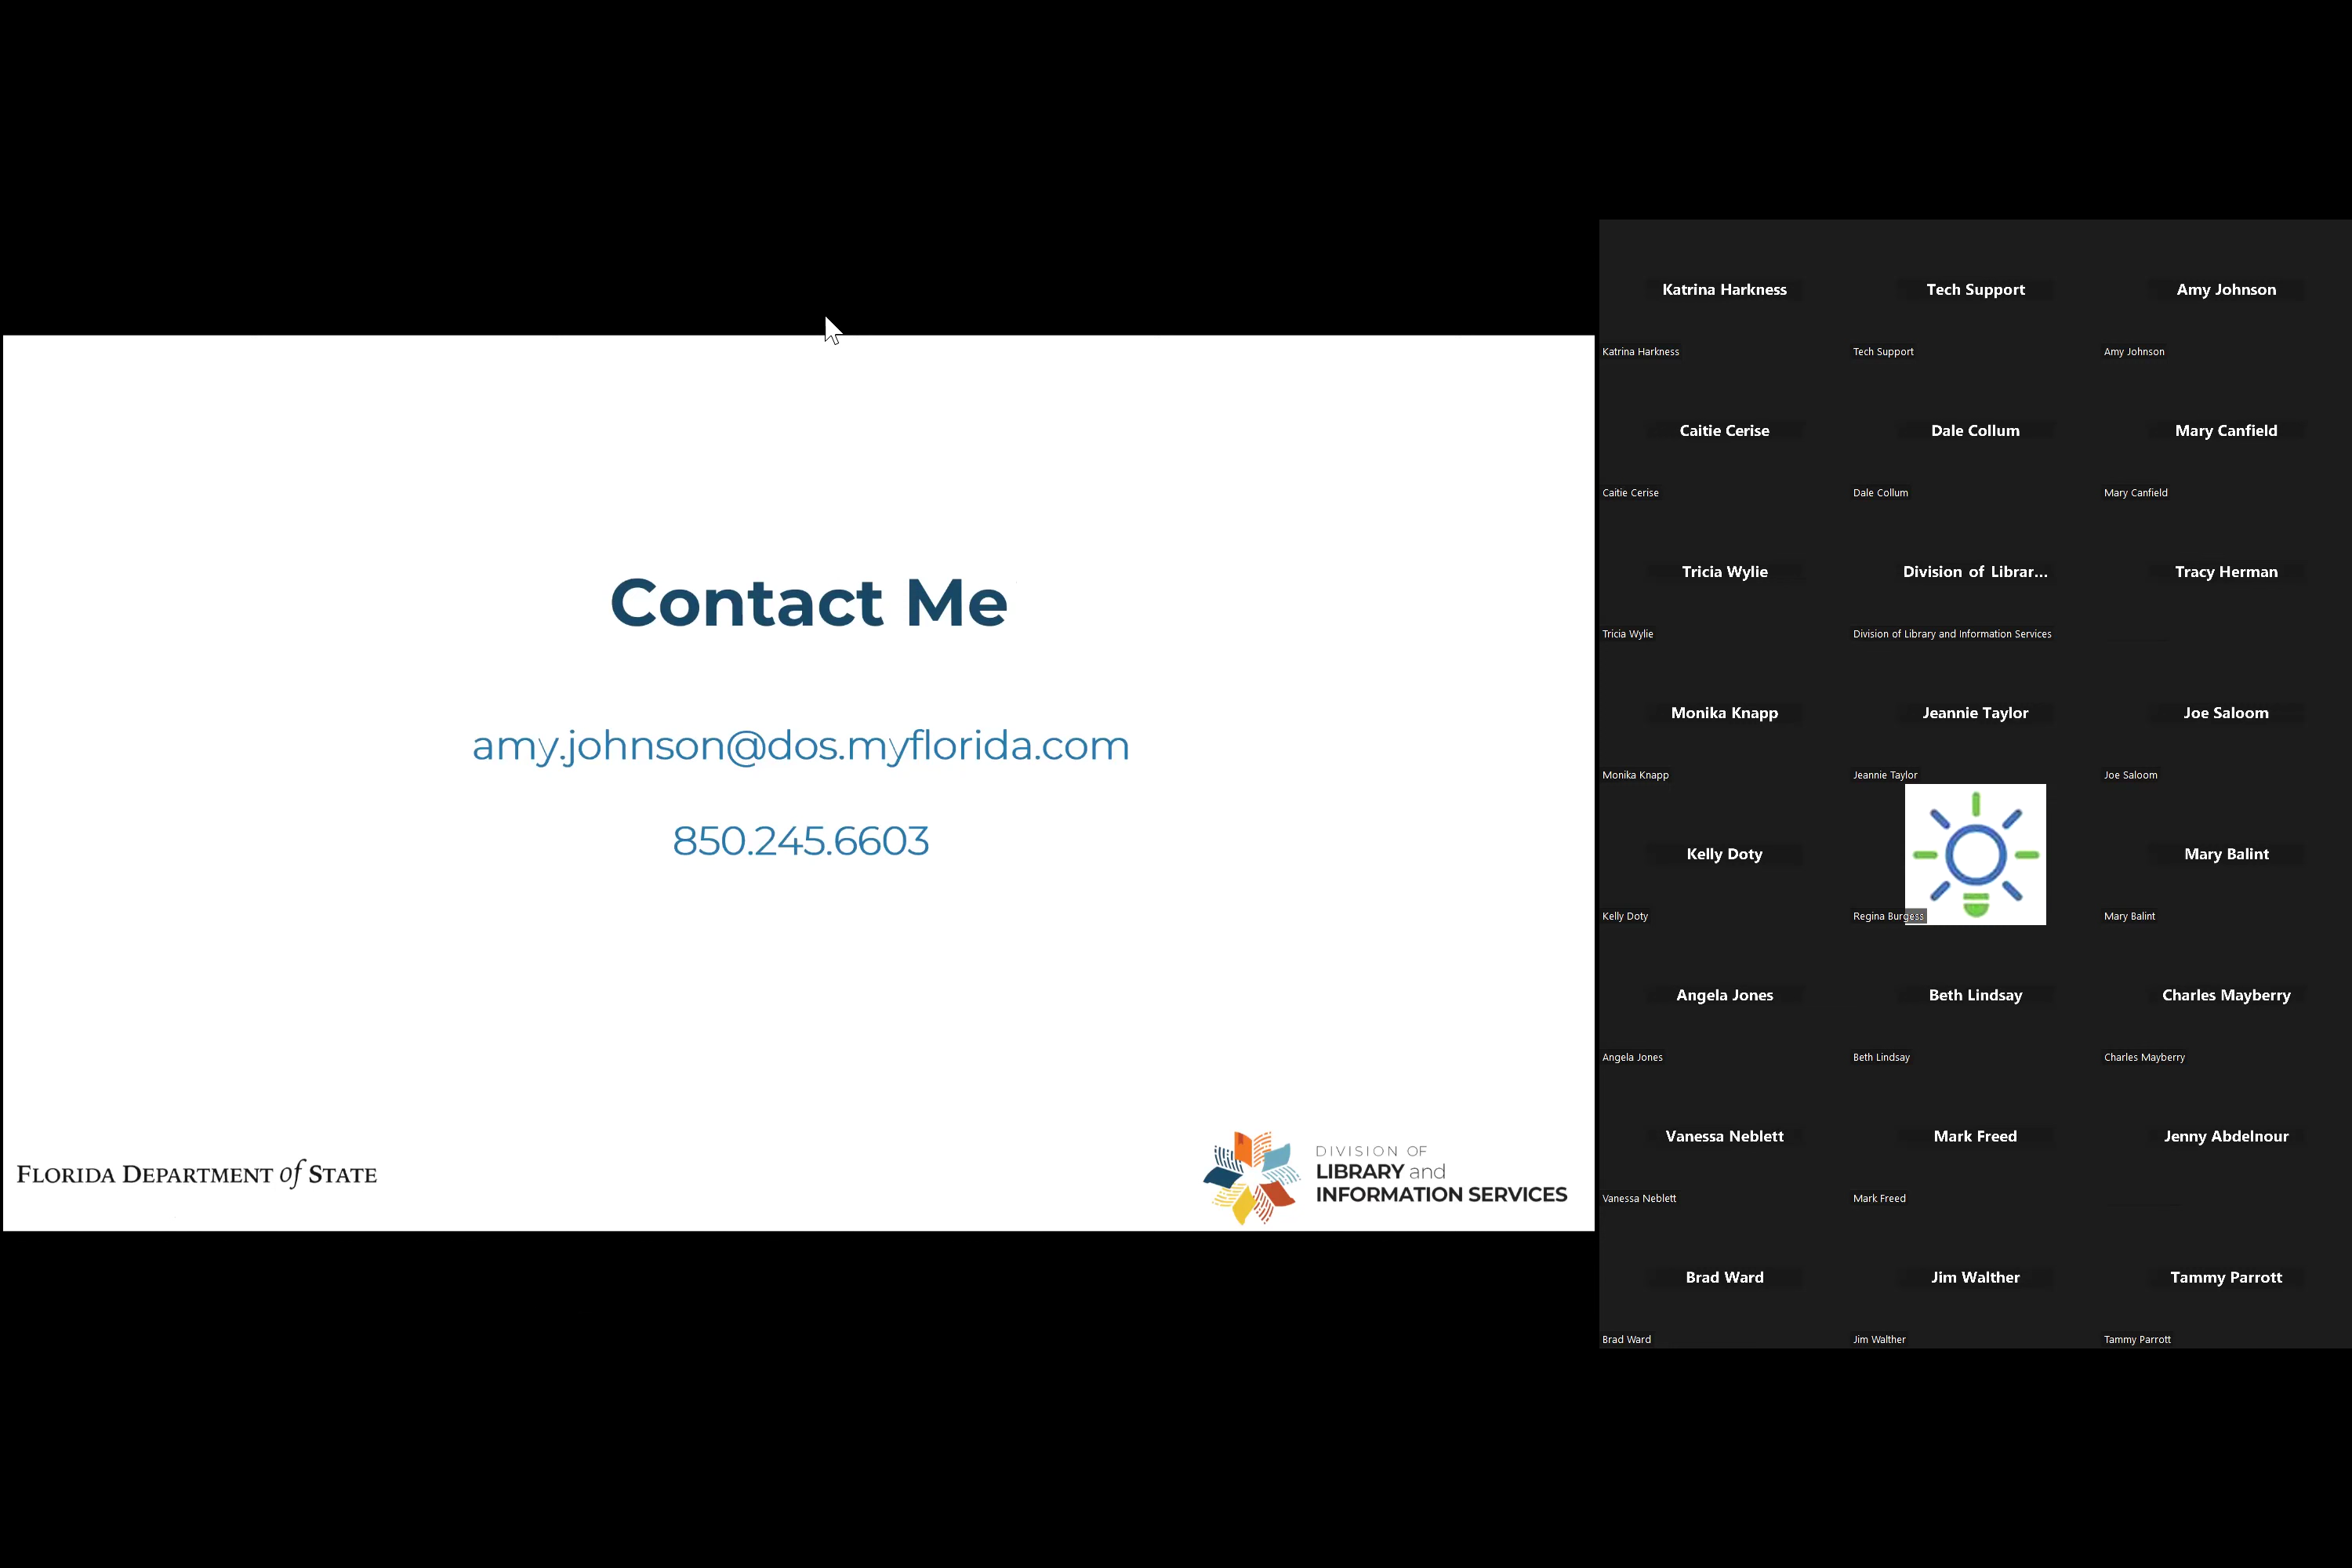 Contact Me
amy.johnson@dos.myflorida.com
850.245.6603
FLORIDA DEPARTMENT of STATE
DIVISION OF
LIBRARY and
INFORMATION SERVICES
Katrina Harkness
Tech Support
Amy Johnson
Katrina Harkness
Tech Support
Amy Johnson
Caitie Cerise
Dale Collum
Mary Canfield
Caitie Cerise
Dale Collum
Mary Canfield
Tricia Wylie
Division of Librar...
Tracy Herman
Tricia Wylie
Division of Library and Information Services
Monika Knapp
Jeannie Taylor
Joe Saloom
Monika Knapp
Jeannie Taylor
Joe Saloom
Kelly Doty
Mary Balint
Kelly Doty
Regina Burgess
Mary Balint
Angela Jones
Beth Lindsay
Charles Mayberry
Angela Jones
Beth Lindsay
Charles Mayberry
Vanessa Neblett
Mark Freed
Jenny Abdelnour
Vanessa Neblett
Mark Freed
Brad Ward
Jim Walther
Tammy Parrott
Brad Ward
Jim Walther
Tammy Parrott